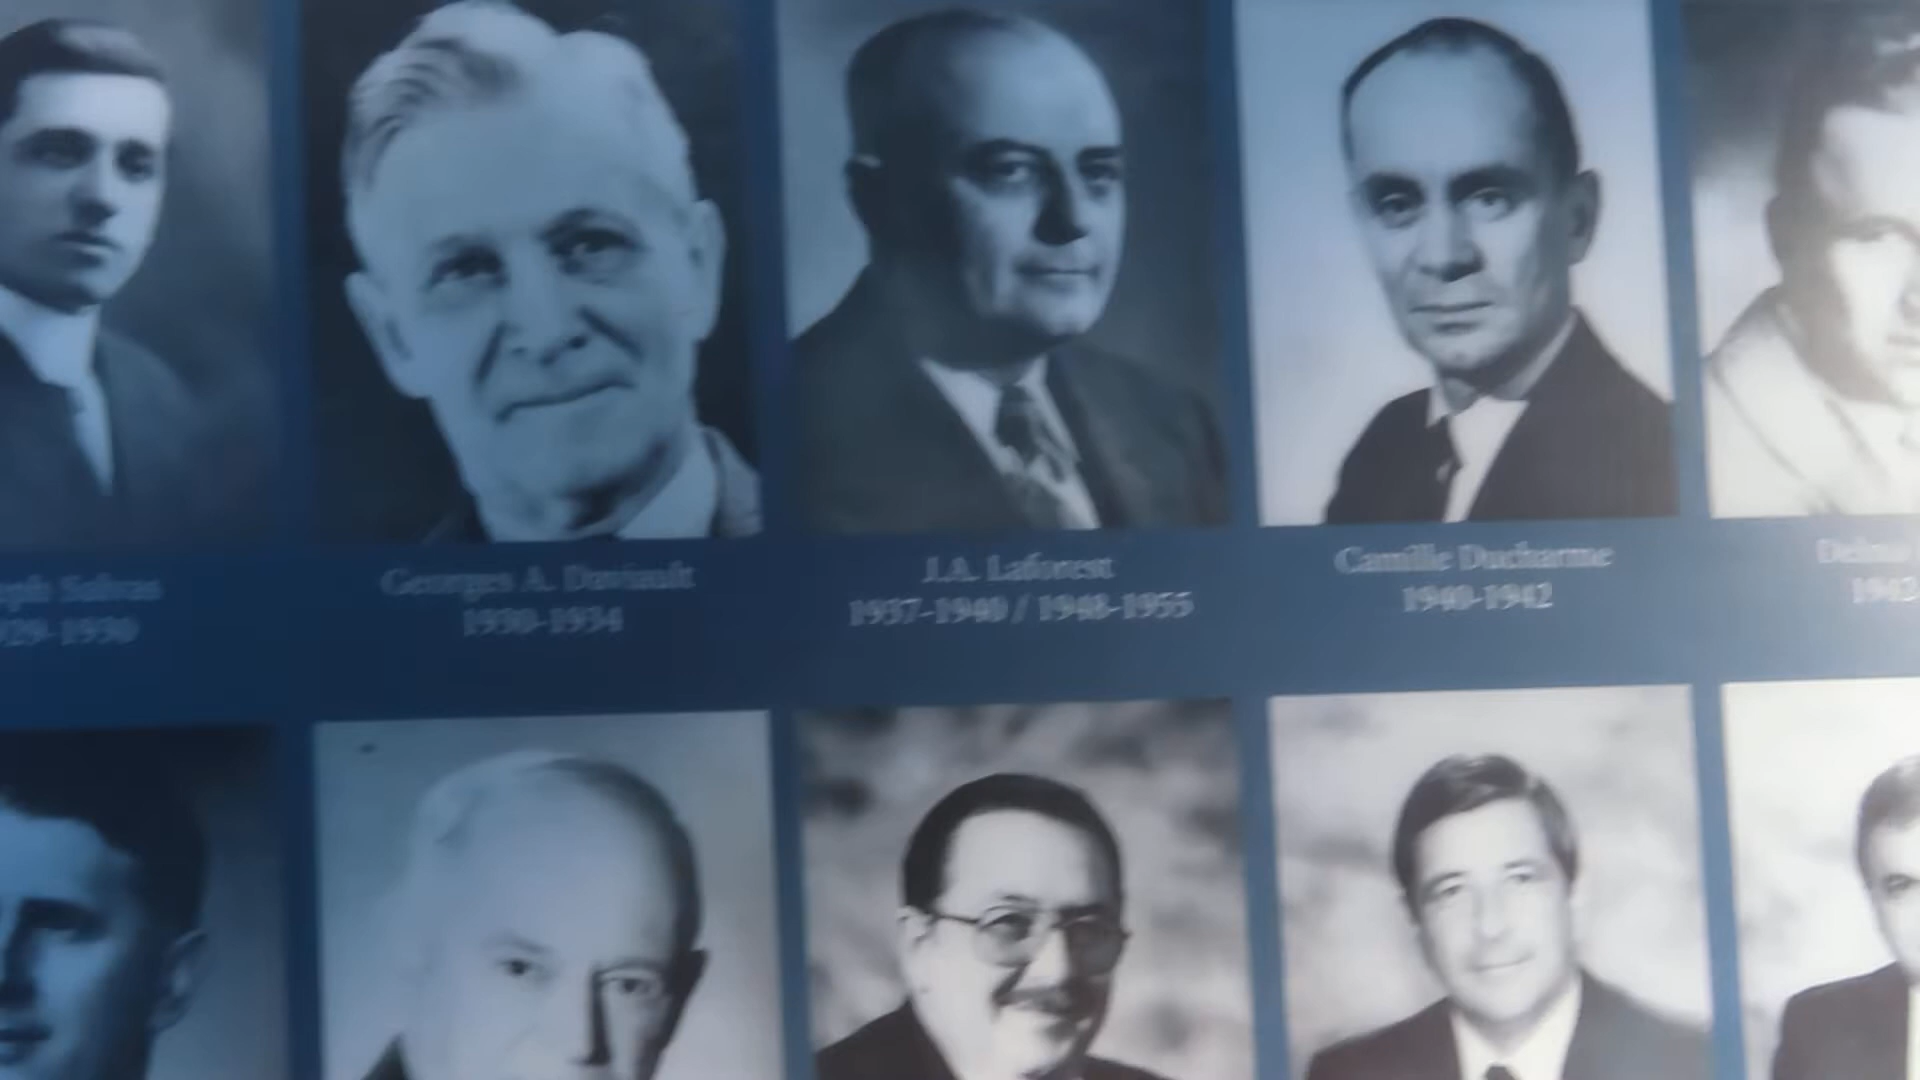 Georges A. Daviault
1930-1934
J.A. Laforest
1937-1940 / 1948-1955
Camille Ducharme
1940-1942